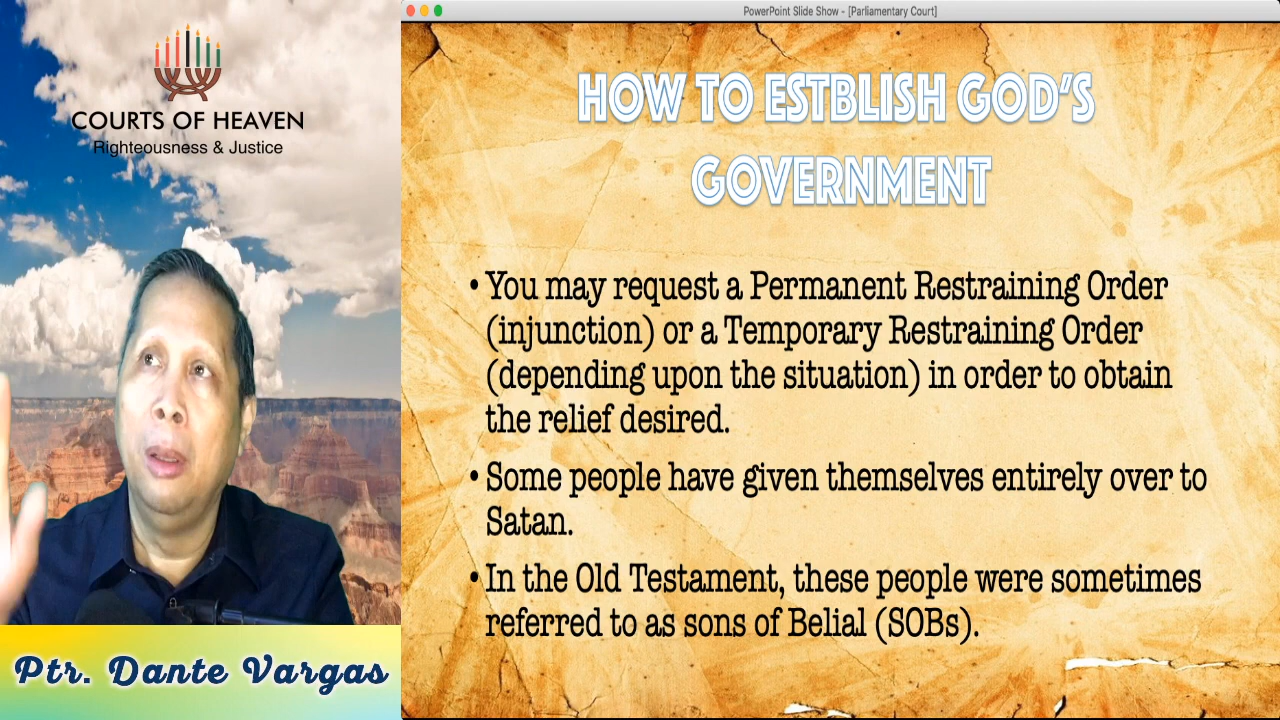 COURTS OF HEAVEN
Righteousness & Justice
Ptr. Dante Vargas
PowerPoint Slide Show - [Parliamentary Court]
HOW TO ESTBLISH GOD'S
GOVERNMENT
• You may request a Permanent Restraining Order
(injunction) or a Temporary Restraining Order
(depending upon the situation) in order to obtain
the relief desired.
• Some people have given themselves entirely over to
Satan.
• In the Old Testament, these people were sometimes
referred to as sons of Belial (SOBs).